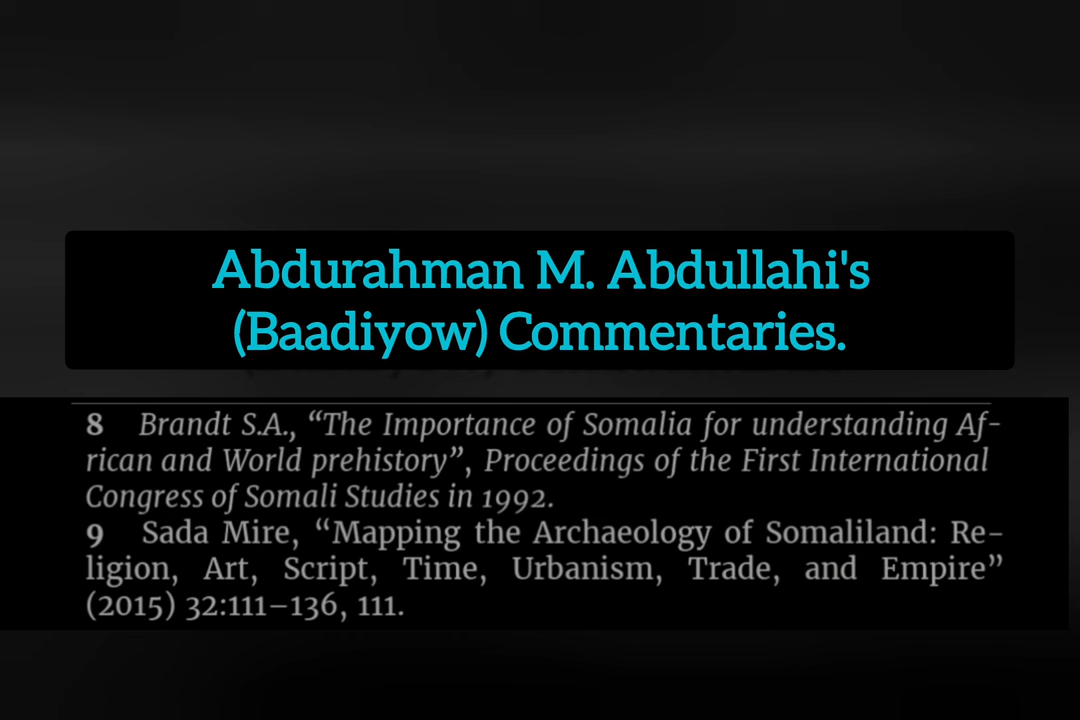 Abdurahman M. Abdullahi's
(Baadiyow) Commentaries.
8 Brandt S.A., “The Importance of Somalia for understanding Af-
rican and World prehistory”, Proceedings of the First International
Congress of Somali Studies in 1992.
9 Sada Mire, “Mapping the Archaeology of Somaliland: Re-
ligion, Art, Script, Time, Urbanism, Trade, and Empire”
(2015) 32:111–136, 111.